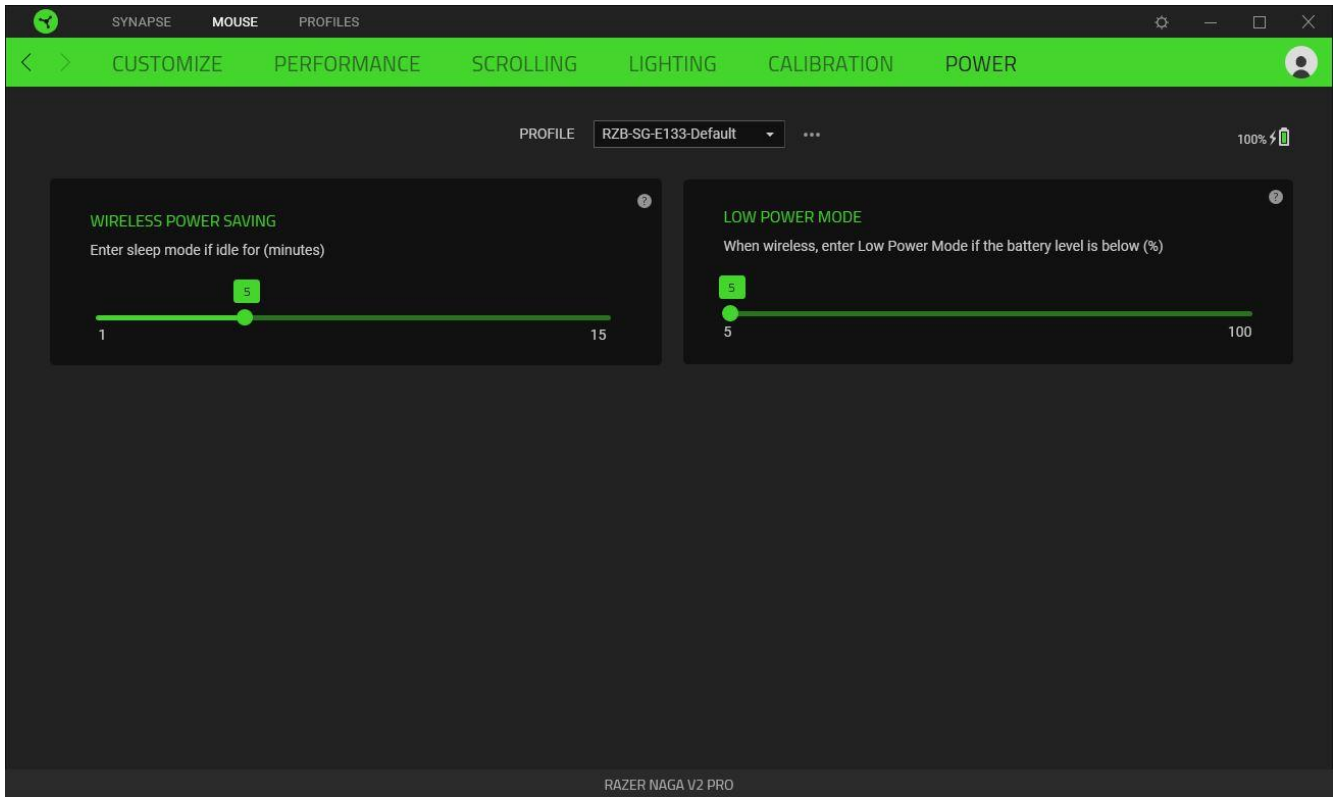 SYNAPSE MOUSE PROFILES
CUSTOMIZE PERFORMANCE SCROLLING LIGHTING CALIBRATION POWER
PROFILE RZB-SG-E133-Default
100%
WIRELESS POWER SAVING
?
Enter sleep mode if idle for (minutes)
5
1 15
LOW POWER MODE
?
When wireless, enter Low Power Mode if the battery level is below (%)
5
5 100
RAZER NAGA V2 PRO